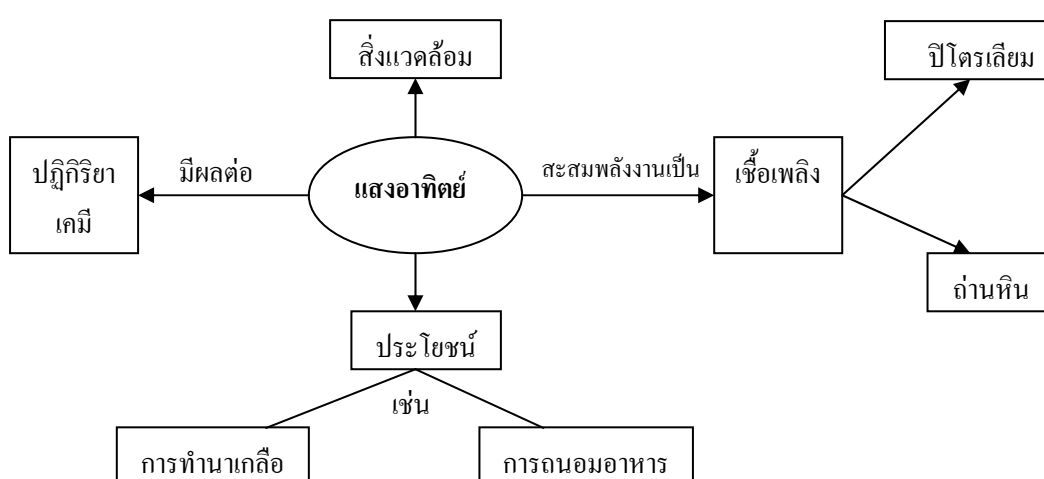 สิ่งแวดล้อม
ปิโตรเลียม
ปฏิกิริยา
เคมี
มีผลต่อ
แสงอาทิตย์
สะสมพลังงานเป็น
เชื้อเพลิง
ถ่านหิน
ประโยชน์
เช่น
การทำนาเกลือ
การถนอมอาหาร